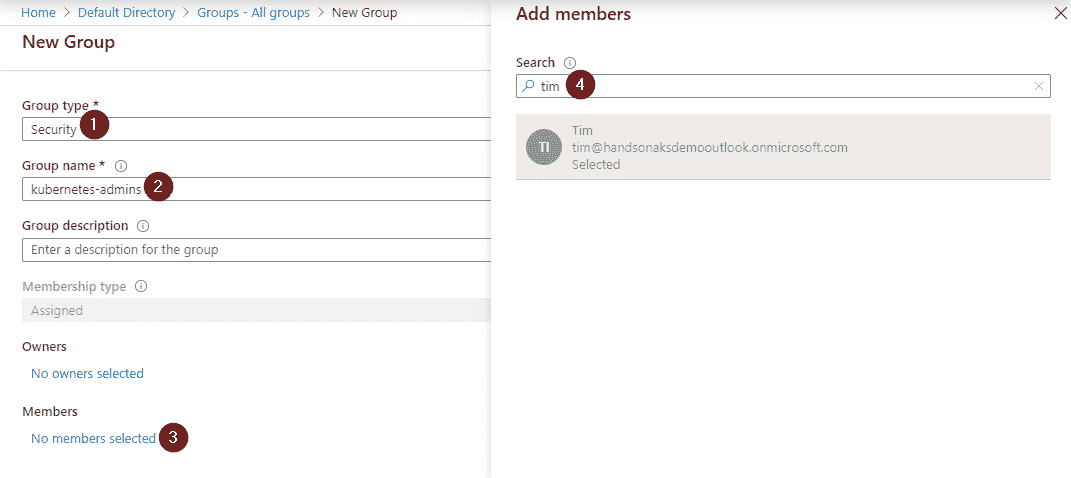 Home > Default Directory > Groups - All groups > New Group
New Group
Group type *
Security 1
Group name *
kubernetes-admins 2
Group description
Enter a description for the group
Membership type
Assigned
Owners
No owners selected
Members
No members selected 3
Add members
Search
tim 4
TI
Tim
tim@handsonaksdemooutlook.onmicrosoft.com
Selected